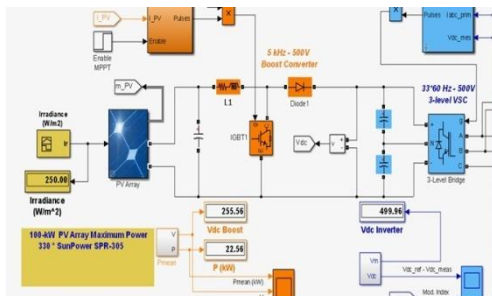 I_PV
Pulses
Enable
Enable
MPPT
m_PV
5 kHz - 500V
Boost Converter
Pulses
Vdc_mes
33*60 Hz - 500V
3-level VSC
Irradiance
(W/m2)
Ir
250.00
Irradiance
(W/m^2)
PV Array
L1
IGBT1
Diode1
Vdc
v
+
-
g
+
N
-
A
B
C
3-Level Bridge
100-kW PV Array Maximum Power
330 * SunPower SPR-305
V
P
Pmean
255.56
Vdc Boost
22.56
P (kW)
Pmean (kW)
499.96
Vdc Inverter
Vm
Vdc
Vdc_ref - Vdc_meas
Mod. Index